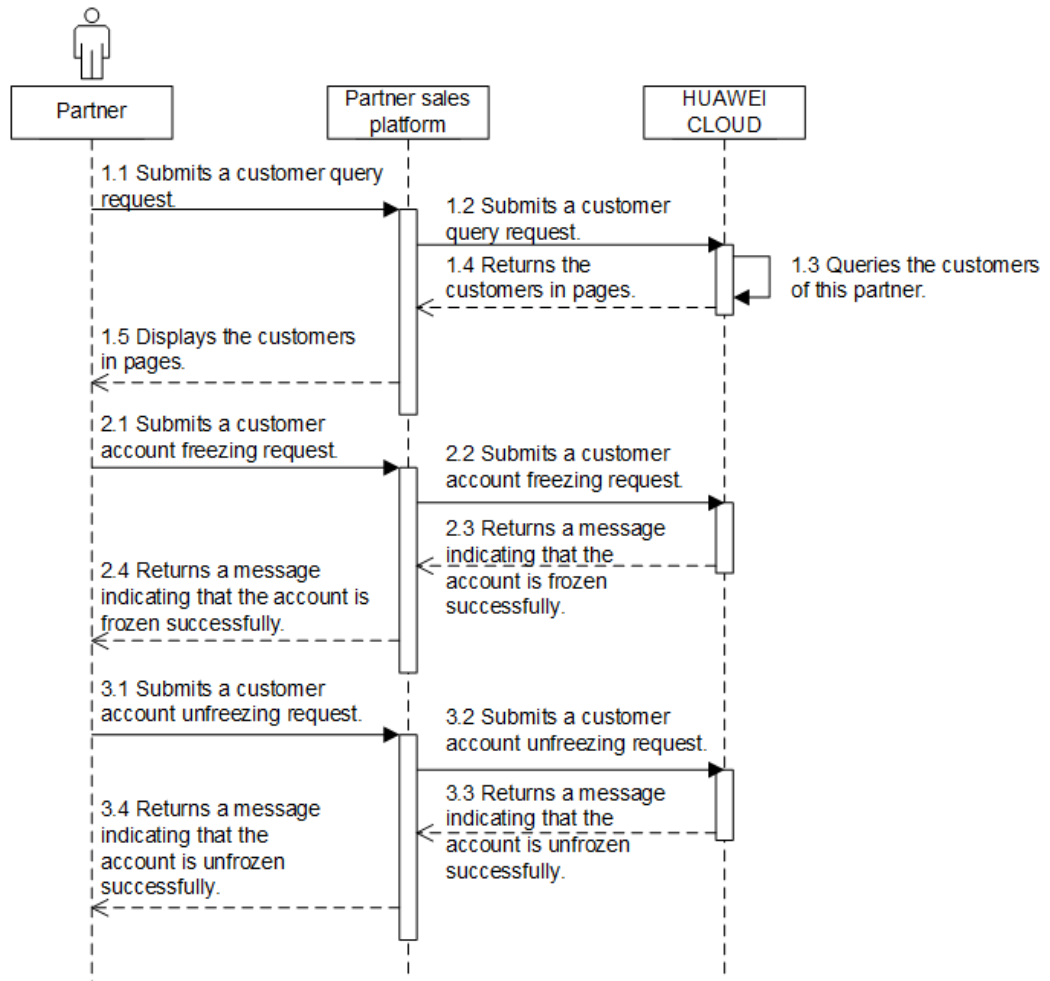 Partner
Partner sales
platform
HUAWEI
CLOUD
1.1 Submits a customer query
request.
1.2 Submits a customer
query request.
1.3 Queries the customers
of this partner.
1.4 Returns the
customers in pages.
1.5 Displays the customers
in pages.
2.1 Submits a customer
account freezing request.
2.2 Submits a customer
account freezing request.
2.3 Returns a message
indicating that the
account is frozen
successfully.
2.4 Returns a message
indicating that the account is
frozen successfully.
3.1 Submits a customer
account unfreezing request.
3.2 Submits a customer
account unfreezing request.
3.3 Returns a message
indicating that the
account is unfrozen
successfully.
3.4 Returns a message
indicating that the
account is unfrozen
successfully.